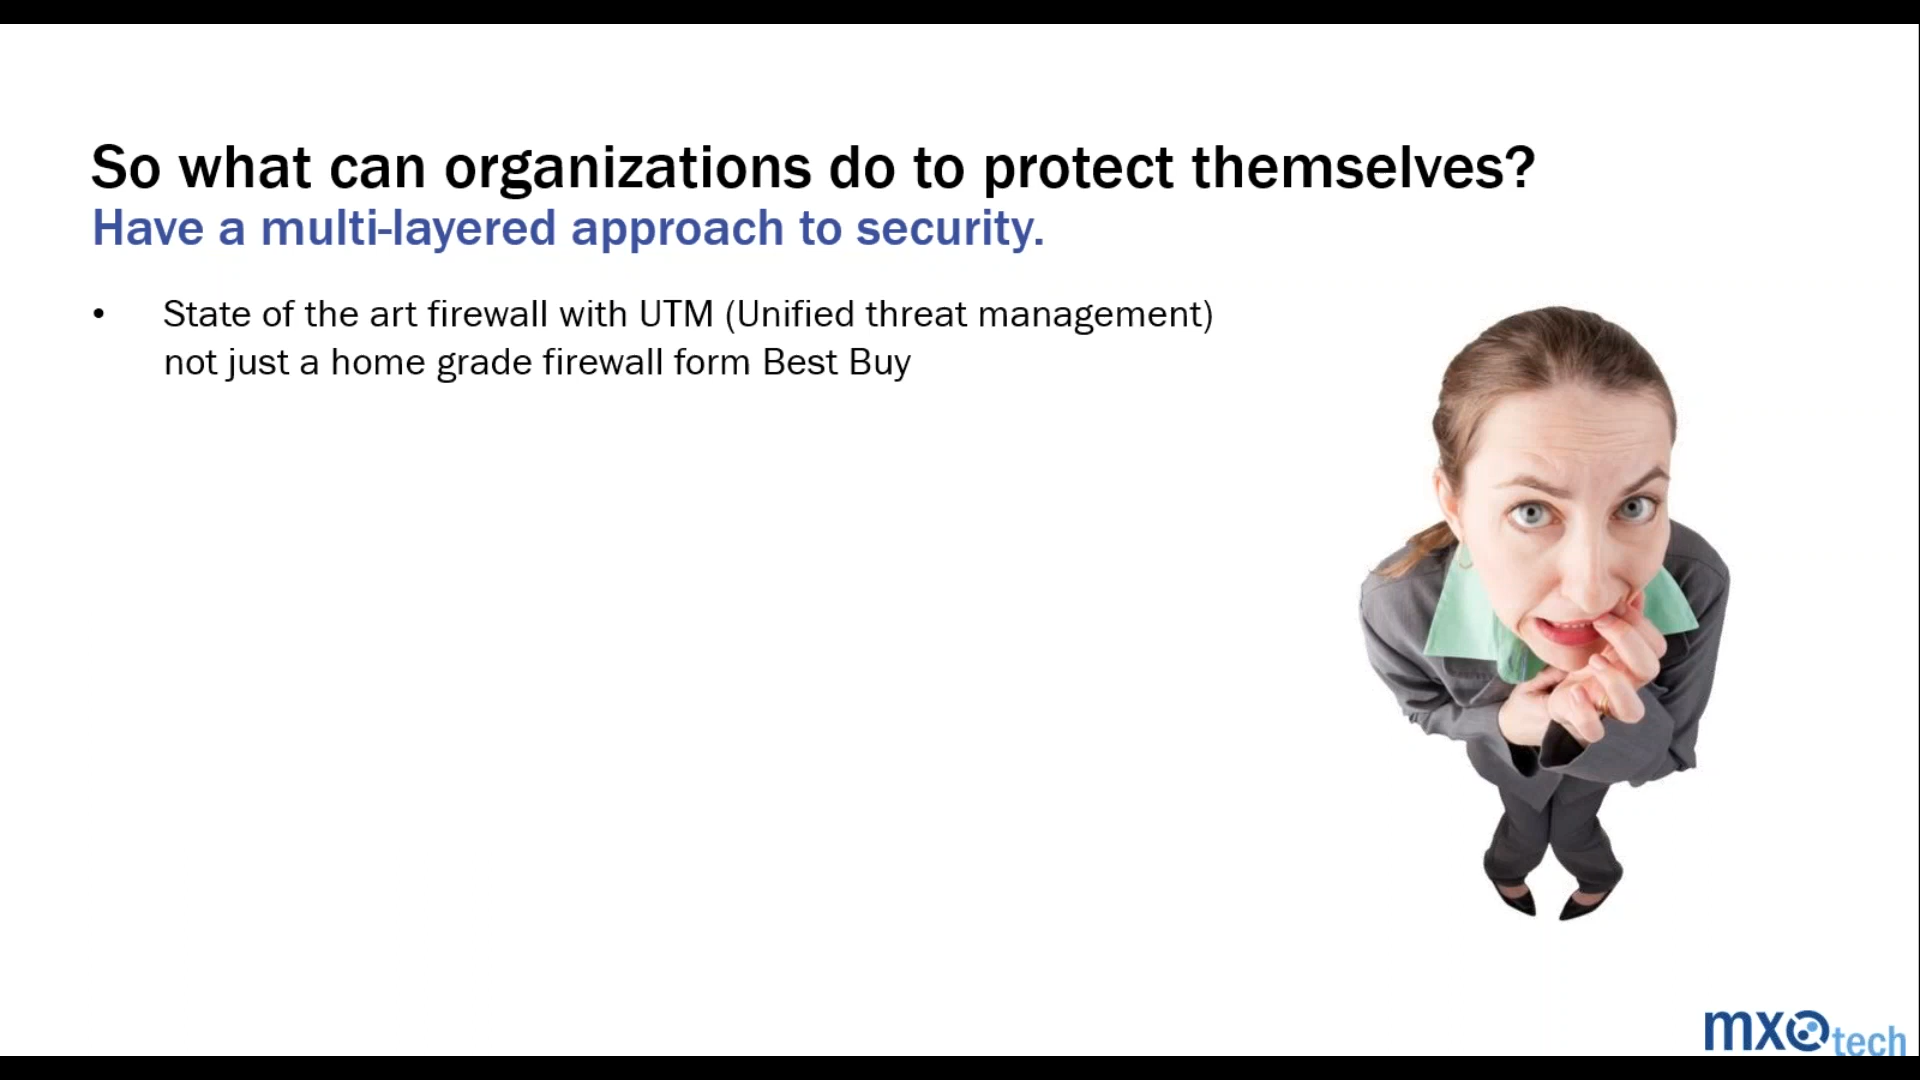 So what can organizations do to protect themselves?
Have a multi-layered approach to security.
• State of the art firewall with UTM (Unified threat management)
not just a home grade firewall form Best Buy
mxotech